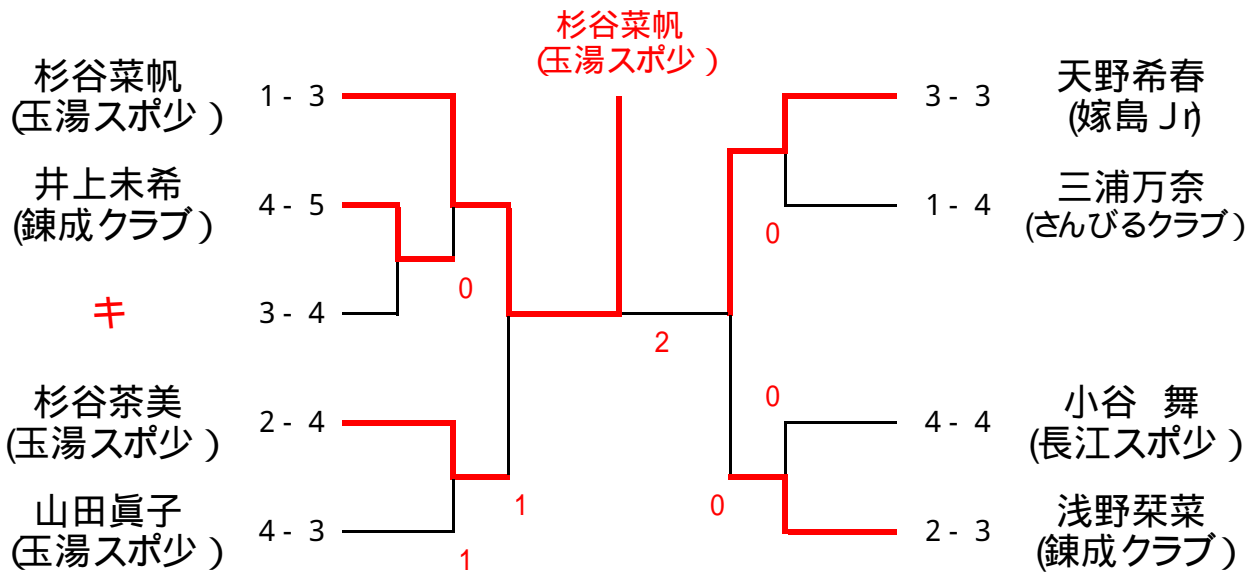 杉谷菜帆
(玉湯スポ少 )
杉谷菜帆
(玉湯スポ少 )
1 - 3
井上未希
(錬成クラブ )
4 - 5
0
キ
3 - 4
杉谷茶美
(玉湯スポ少 )
2 - 4
1
山田眞子
(玉湯スポ少 )
4 - 3
1
2
3 - 3
天野希春
(嫁島 Jr)
0
1 - 4
三浦万奈
(さんびるクラブ )
0
4 - 4
小谷 舞
(長江スポ少 )
0
2 - 3
浅野栞菜
(錬成クラブ )